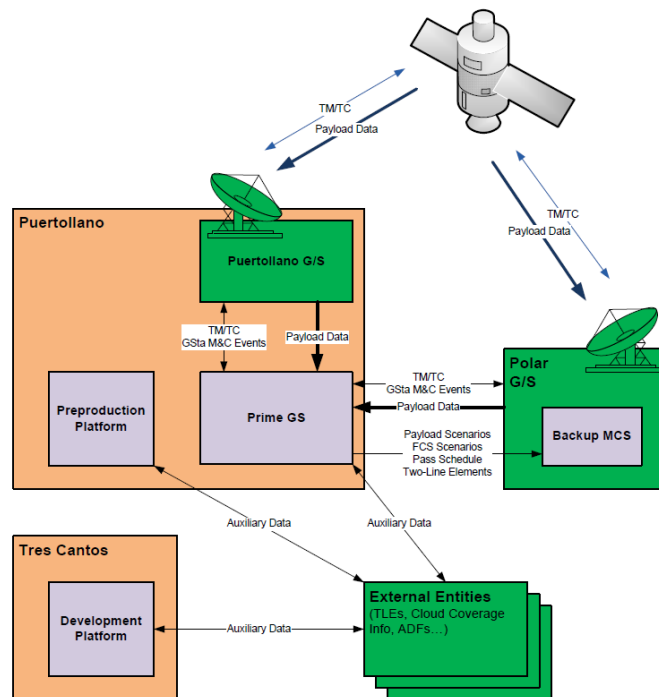 TM/TC
Payload Data
TM/TC
Payload Data
Puertollano
Puertollano G/S
TM/TC
GSta M&C Events
Payload Data
Polar
G/S
TM/TC
GSta M&C Events
Payload Data
Preproduction
Platform
Prime GS
Payload Scenarios
FCS Scenarios
Pass Schedule
Two-Line Elements
Backup MCS
Auxiliary Data
Auxiliary Data
Tres Cantos
Development
Platform
Auxiliary Data
External Entities
(TLEs, Cloud Coverage
Info, ADFs...)